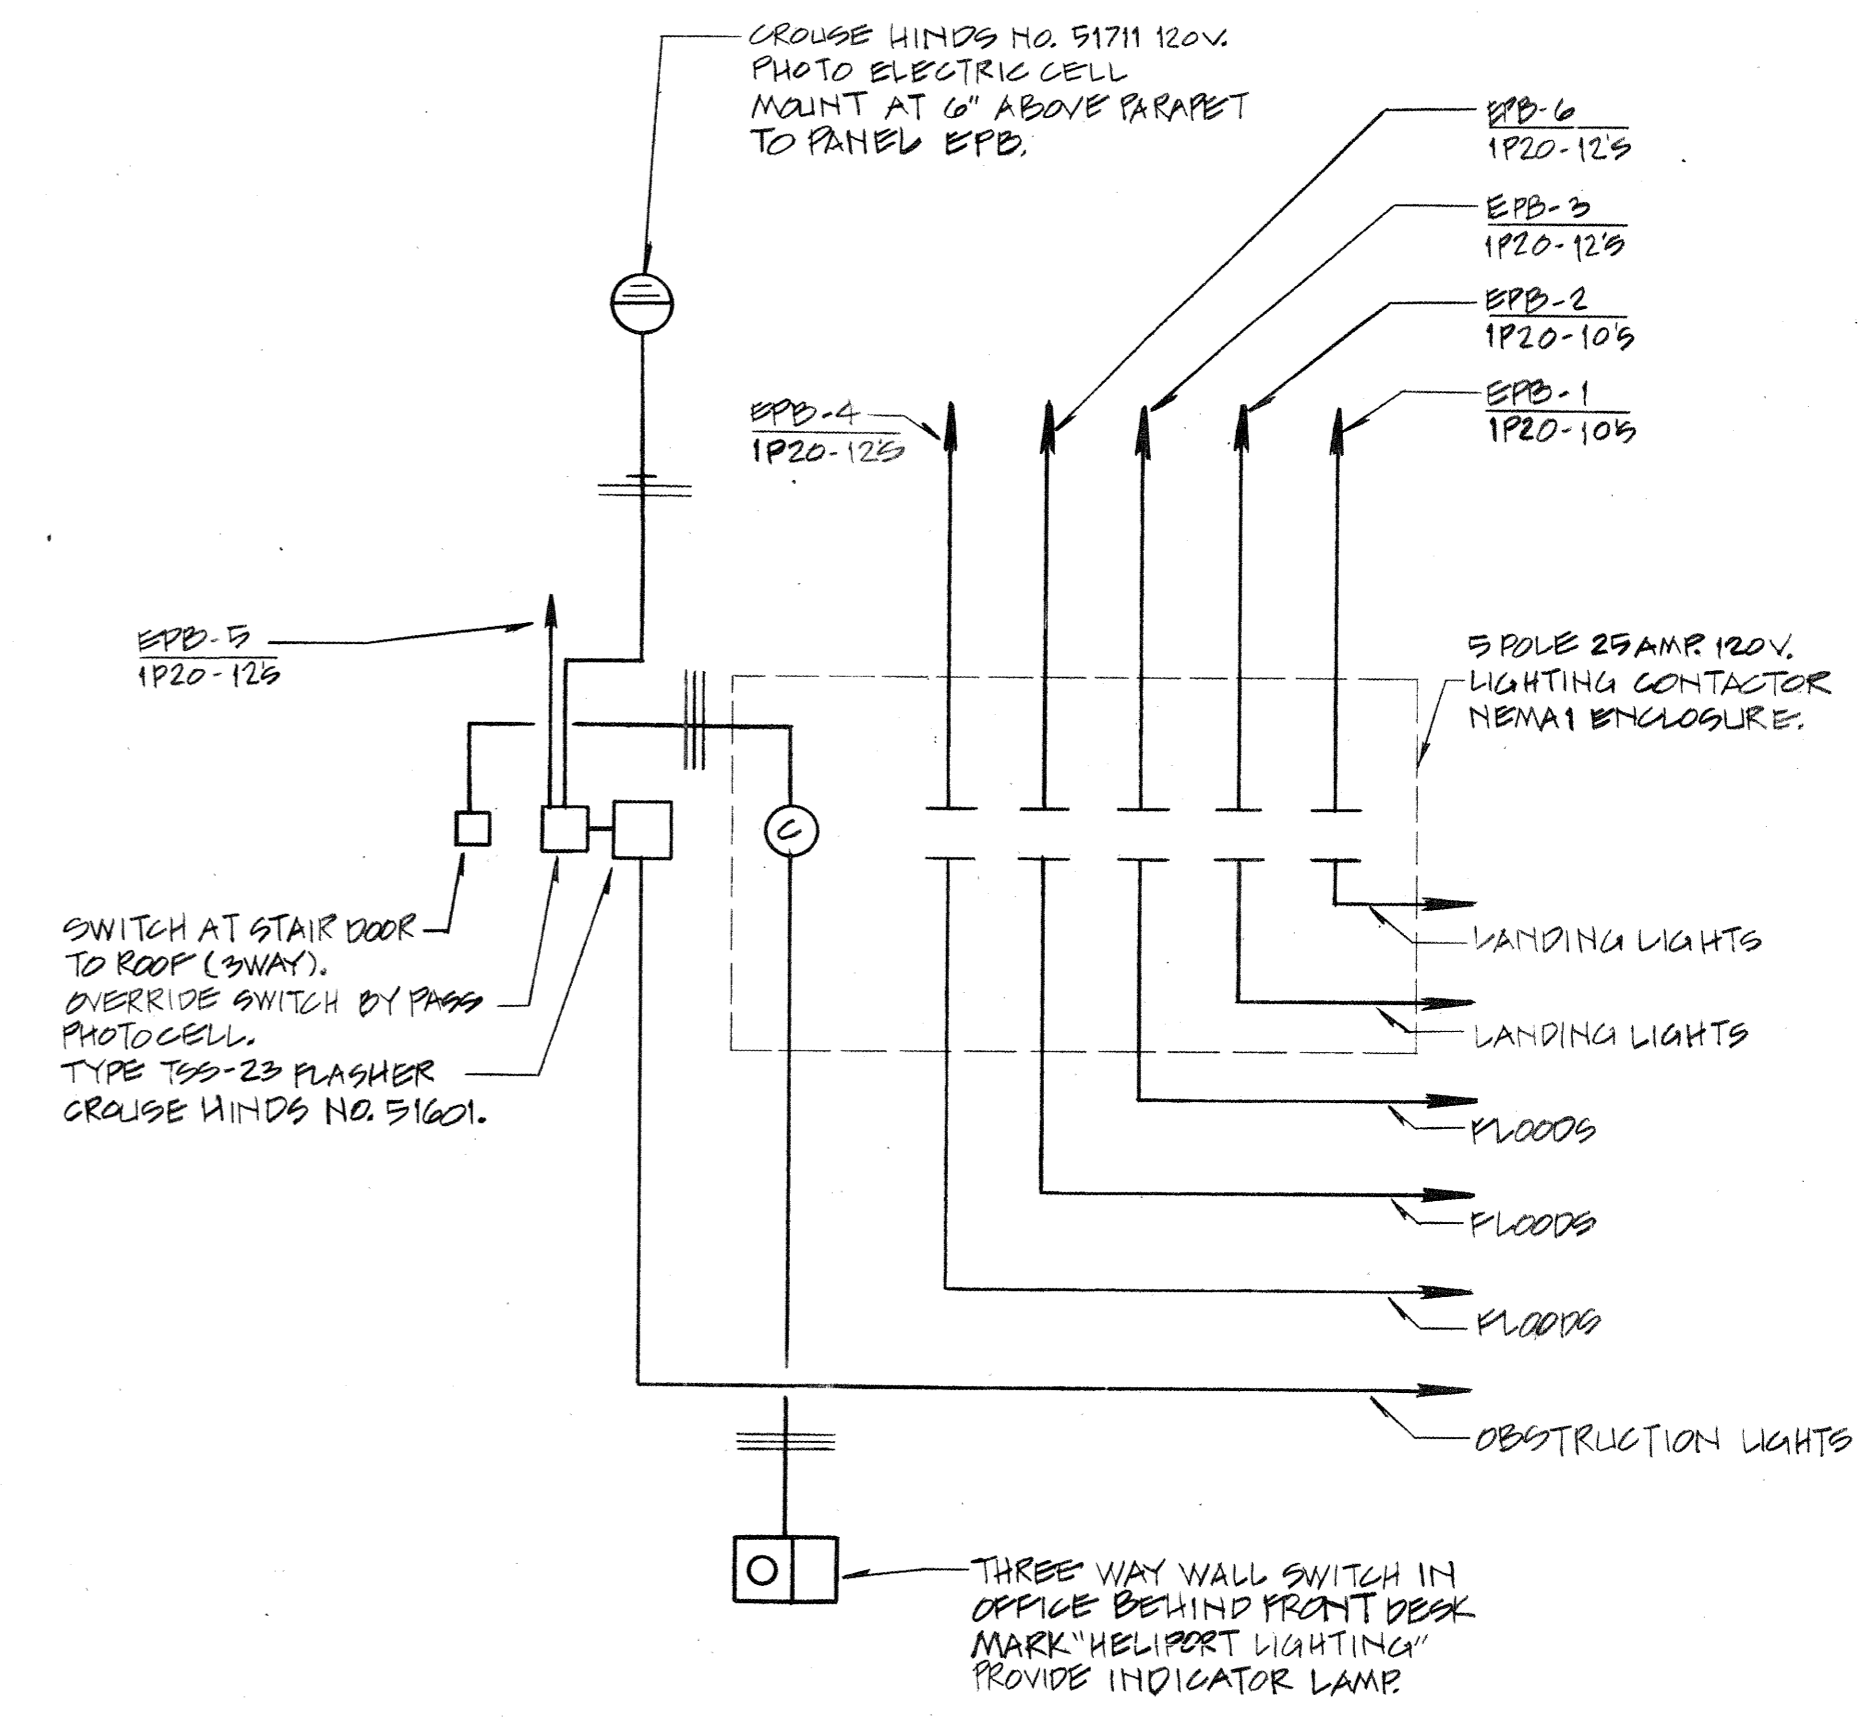 CROUSE HINDS NO. 51711 120V.
PHOTO ELECTRIC CELL
MOUNT AT 6" ABOVE PARAPET
TO PANEL EPB.
EPB-6
1P20-12'S
EPB-3
1P20-12'S
EPB-2
1P20-10'S
EPB-1
1P20-10'S
EPB-4
1P20-12'S
EPB-5
1P20-12'S
5 POLE 25 AMP. 120V.
LIGHTING CONTACTOR
NEMA 1 ENCLOSURE.
C
SWITCH AT STAIR DOOR
TO ROOF (3WAY).
OVERRIDE SWITCH BY PASS
PHOTOCELL.
TYPE TSS-23 FLASHER
CROUSE HINDS NO. 51601.
LANDING LIGHTS
LANDING LIGHTS
FLOODS
FLOODS
FLOODS
OBSTRUCTION LIGHTS
THREE WAY WALL SWITCH IN
OFFICE BEHIND FRONT DESK
MARK "HELIPORT LIGHTING"
PROVIDE INDICATOR LAMP.